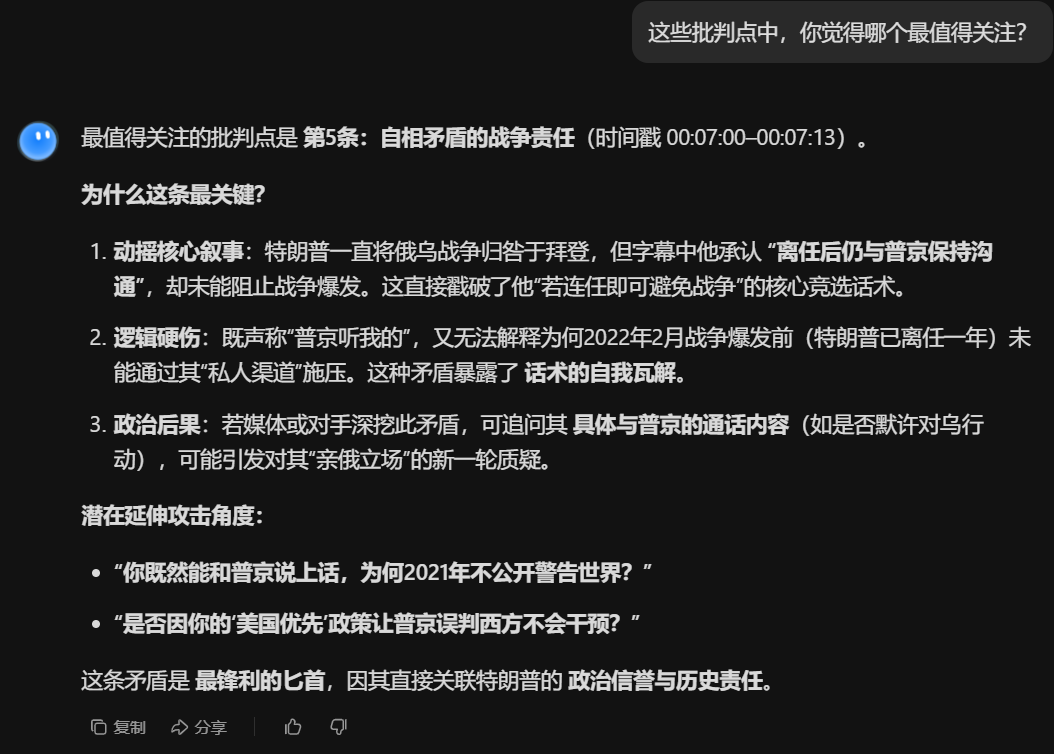 这些批判点中，你觉得哪个最值得关注？
最值得关注的批判点是 第5条：自相矛盾的战争责任（时间戳 00:07:00–00:07:13）。
为什么这条最关键？
1. 动摇核心叙事：特朗普一直将俄乌战争归咎于拜登，但字幕中他承认 “离任后仍与普京保持沟
通”，却未能阻止战争爆发。这直接戳破了他“若连任即可避免战争”的核心竞选话术。
2. 逻辑硬伤：既声称“普京听我的”，又无法解释为何2022年2月战争爆发前（特朗普已离任一年）未
能通过其“私人渠道”施压。这种矛盾暴露了 话术的自我瓦解。
3. 政治后果：若媒体或对手深挖此矛盾，可追问其 具体与普京的通话内容（如是否默许对乌行
动），可能引发对其“亲俄立场”的新一轮质疑。
潜在延伸攻击角度：
• “你既然能和普京说上话，为何2021年不公开警告世界？”
• “是否因你的‘美国优先’政策让普京误判西方不会干预？”
这条矛盾是 最锋利的匕首，因其直接关联特朗普的 政治信誉与历史责任。
复制 分享